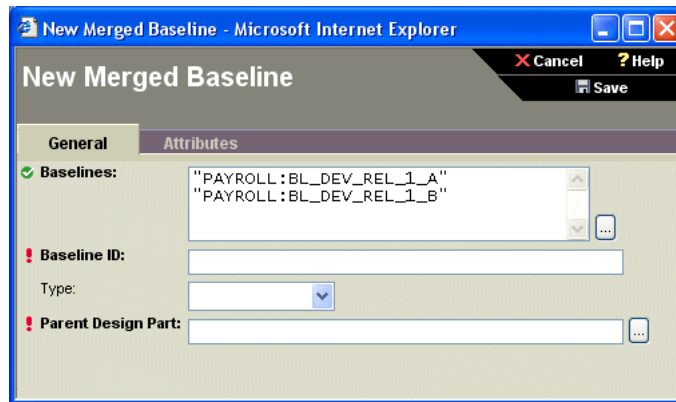 New Merged Baseline - Microsoft Internet Explorer
New Merged Baseline
Cancel ? Help
Save
General Attributes
Baselines:
"PAYROLL:BL_DEV_REL_1_A"
"PAYROLL:BL_DEV_REL_1_B"
...
! Baseline ID:
Type:
! Parent Design Part:
...